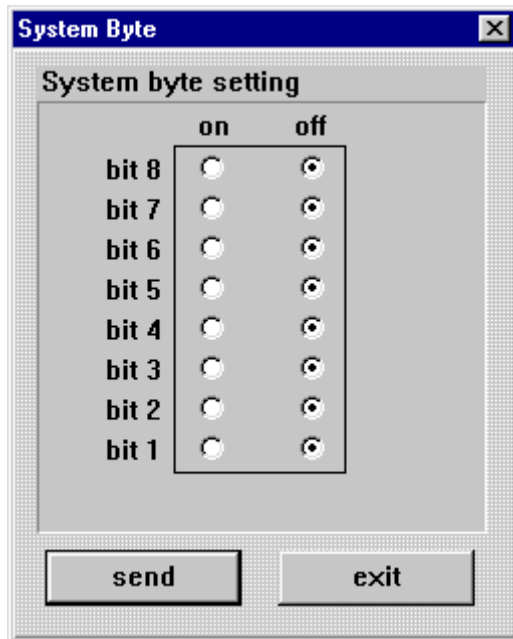 System Byte
System byte setting
on off
bit 8
bit 7
bit 6
bit 5
bit 4
bit 3
bit 2
bit 1
send exit